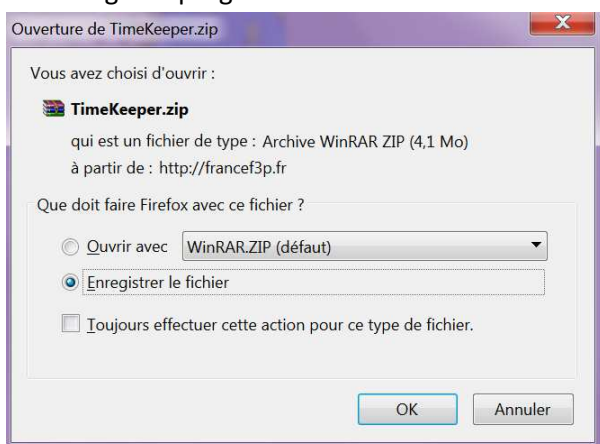 Ouverture de TimeKeeper.zip
Vous avez choisi d'ouvrir :
TimeKeeper.zip
qui est un fichier de type : Archive WinRAR ZIP (4,1 Mo)
à partir de : http://francef3p.fr
Que doit faire Firefox avec ce fichier ?
Ouvrir avec WinRAR.ZIP (défaut)
Enregistrer le fichier
Toujours effectuer cette action pour ce type de fichier.
OK Annuler